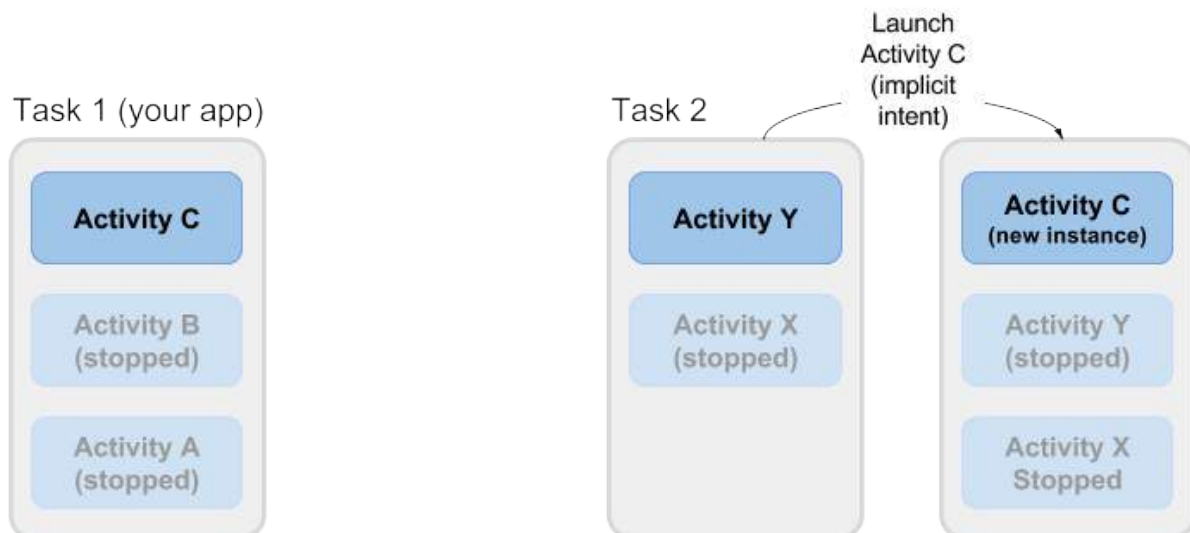 Launch
Activity C
(implicit
intent)
Task 1 (your app)
Task 2
Activity C
Activity B
(stopped)
Activity A
(stopped)
Activity Y
Activity X
(stopped)
Activity C
(new instance)
Activity Y
(stopped)
Activity X
Stopped